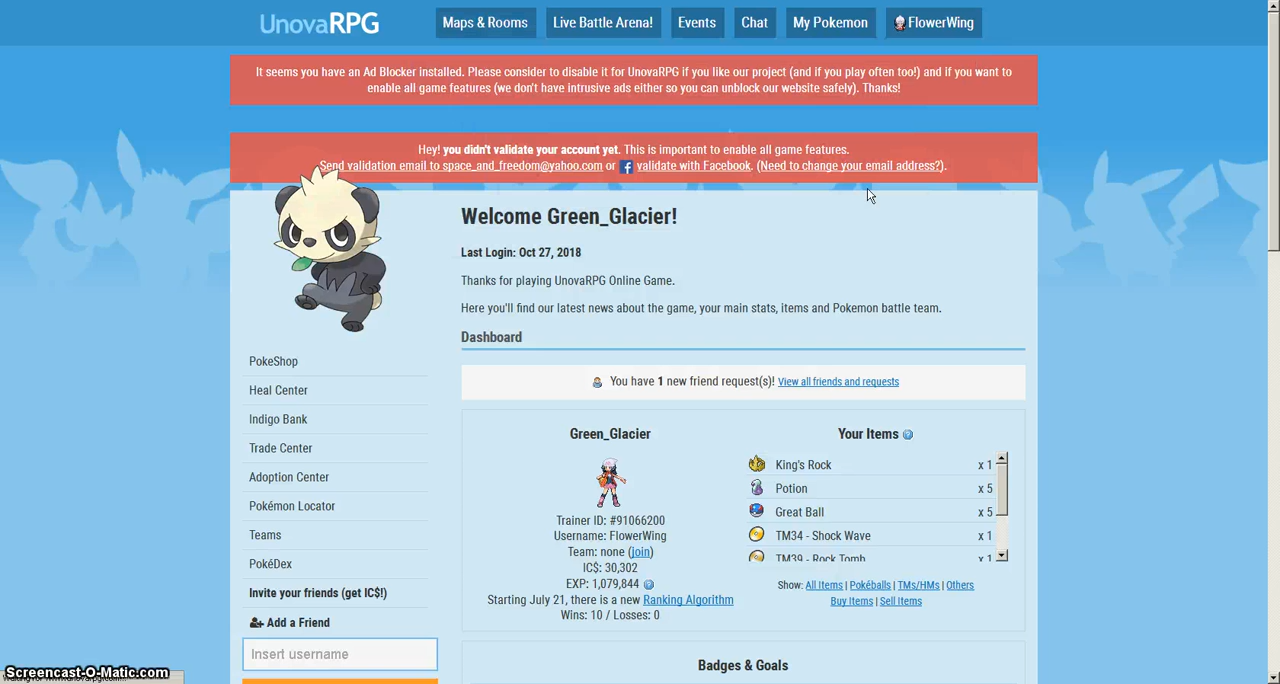 UnovaRPG
Maps & Rooms
Live Battle Arena!
Events
Chat
My Pokemon
FlowerWing
It seems you have an Ad Blocker installed. Please consider to disable it for UnovaRPG if you like our project (and if you play often too!) and if you want to
enable all game features (we don't have intrusive ads either so you can unblock our website safely). Thanks!
Hey! you didn't validate your account yet. This is important to enable all game features.
Send validation email to space_and_freedom@yahoo.com or validate with Facebook. (Need to change your email address?).
Welcome Green_Glacier!
Last Login: Oct 27, 2018
Thanks for playing UnovaRPG Online Game.
Here you'll find our latest news about the game, your main stats, items and Pokemon battle team.
Dashboard
You have 1 new friend request(s)! View all friends and requests
PokeShop
Heal Center
Indigo Bank
Trade Center
Adoption Center
Pokémon Locator
Teams
PokéDex
Invite your friends (get IC$!)
Add a Friend
Insert username
Green_Glacier
Trainer ID: #91066200
Username: FlowerWing
Team: none (join)
IC$: 30,302
EXP: 1,079,844
Starting July 21, there is a new Ranking Algorithm
Wins: 10 / Losses: 0
Your Items
King's Rock x 1
Potion x 5
Great Ball x 5
TM34 - Shock Wave x 1
TM39 - Rock Tomb x 1
Show: All Items | Pokéballs | TMs/HMs | Others
Buy Items | Sell Items
Badges & Goals
Screencast-O-Matic.com